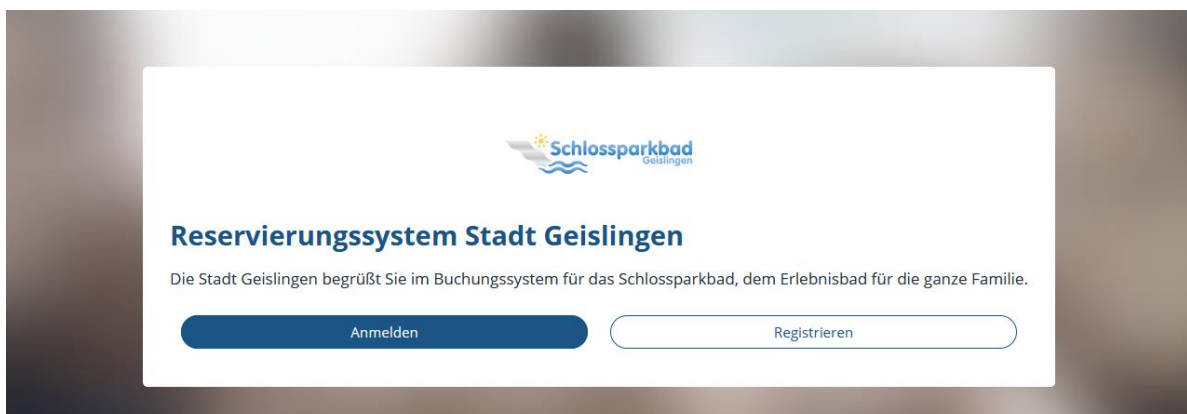 Schlossparkbad
Geislingen
Reservierungssystem Stadt Geislingen
Die Stadt Geislingen begrüßt Sie im Buchungssystem für das Schlossparkbad, dem Erlebnisbad für die ganze Familie.
Anmelden
Registrieren